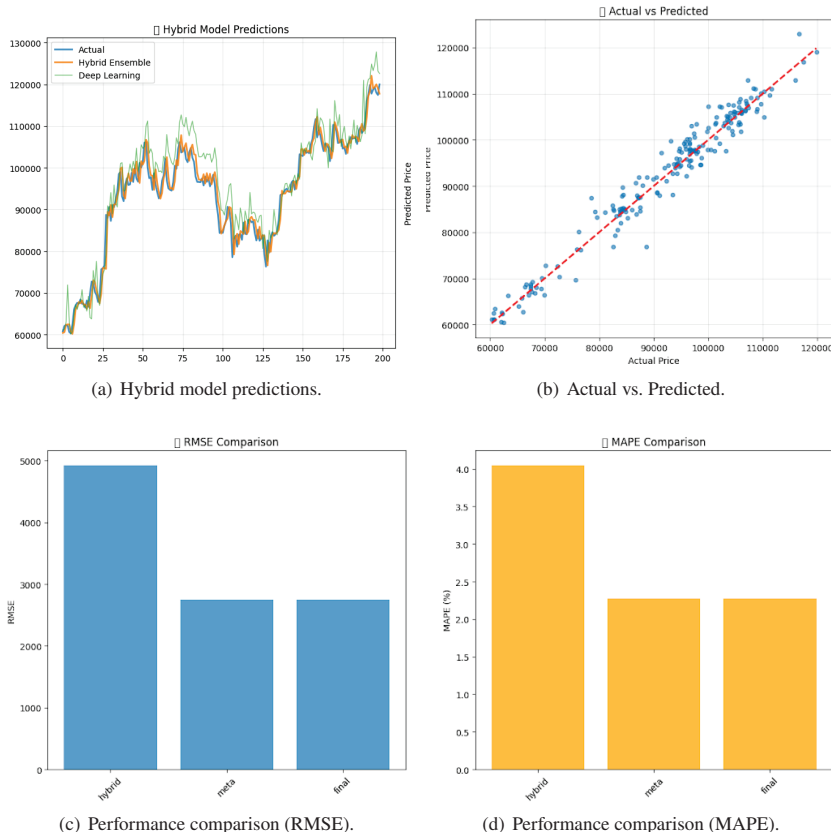 ▯ Hybrid Model Predictions
Actual
Hybrid Ensemble
Deep Learning
130000
120000
110000
100000
90000
80000
70000
60000
0 25 50 75 100 125 150 175 200
Predicted Price
(a) Hybrid model predictions.
▯ Actual vs Predicted
120000
110000
100000
90000
80000
70000
60000
Predicted Price
60000 70000 80000 90000 100000 110000 120000
Actual Price
(b) Actual vs. Predicted.
▯ RMSE Comparison
5000
4000
3000
2000
1000
0
RMSE
hybrid meta final
(c) Performance comparison (RMSE).
▯ MAPE Comparison
4.0
3.5
3.0
2.5
2.0
1.5
1.0
0.5
0.0
MAPE (%)
hybrid meta final
(d) Performance comparison (MAPE).